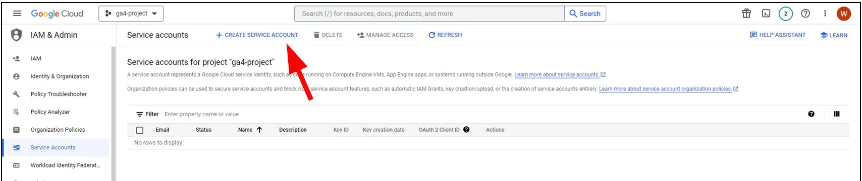 Google Cloud
ga4-project
Search (/) for resources, docs, products, and more
Search
2
W
IAM & Admin
Service accounts
CREATE SERVICE ACCOUNT
DELETE
MANAGE ACCESS
REFRESH
HELP ASSISTANT
LEARN
IAM
Identity & Organization
Policy Troubleshooter
Policy Analyzer
Organization Policies
Service Accounts
Workload Identity Federat...
Service accounts for project "ga4-project"
A service account represents a Google Cloud service identity, such as code running on Compute Engine VMs, App Engine apps, or systems running outside Google. Learn more about service accounts.
Organization policies can be used to secure service accounts and block risky service account features, such as automatic IAM Grants, key creation/upload, or the creation of service accounts entirely. Learn more about service account organization policies.
Filter Enter property name or value
Email Status Name Description Key ID Key creation date OAuth 2 Client ID Actions
No rows to display